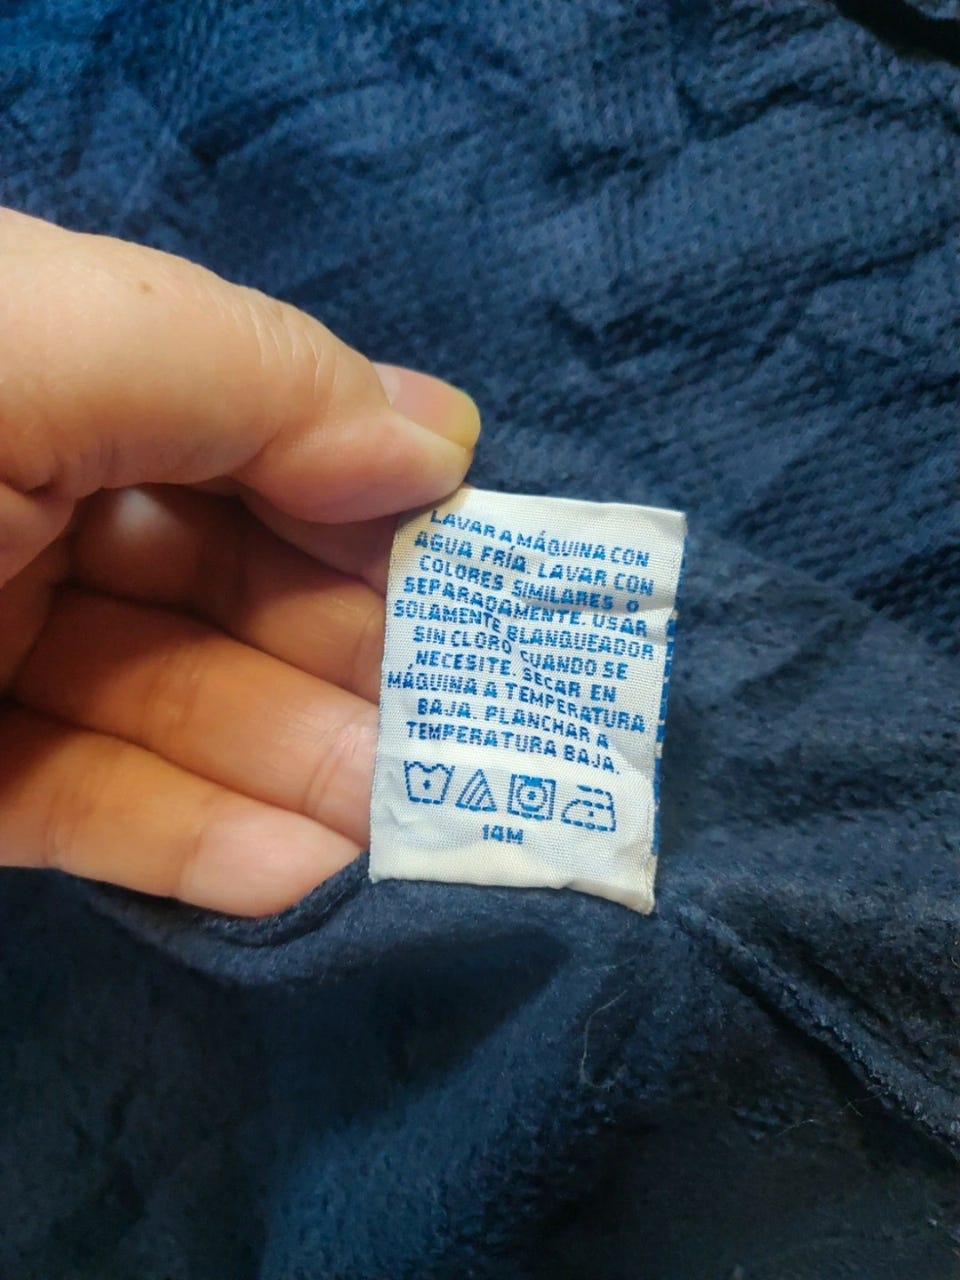 LAVAR A MÁQUINA CON
AGUA FRÍA. LAVAR CON
COLORES SIMILARES O
SEPARADAMENTE. USAR
SOLAMENTE BLANQUEADOR
SIN CLORO CUANDO SE
NECESITE. SECAR EN
MÁQUINA A TEMPERATURA
BAJA. PLANCHAR A
TEMPERATURA BAJA.
14M